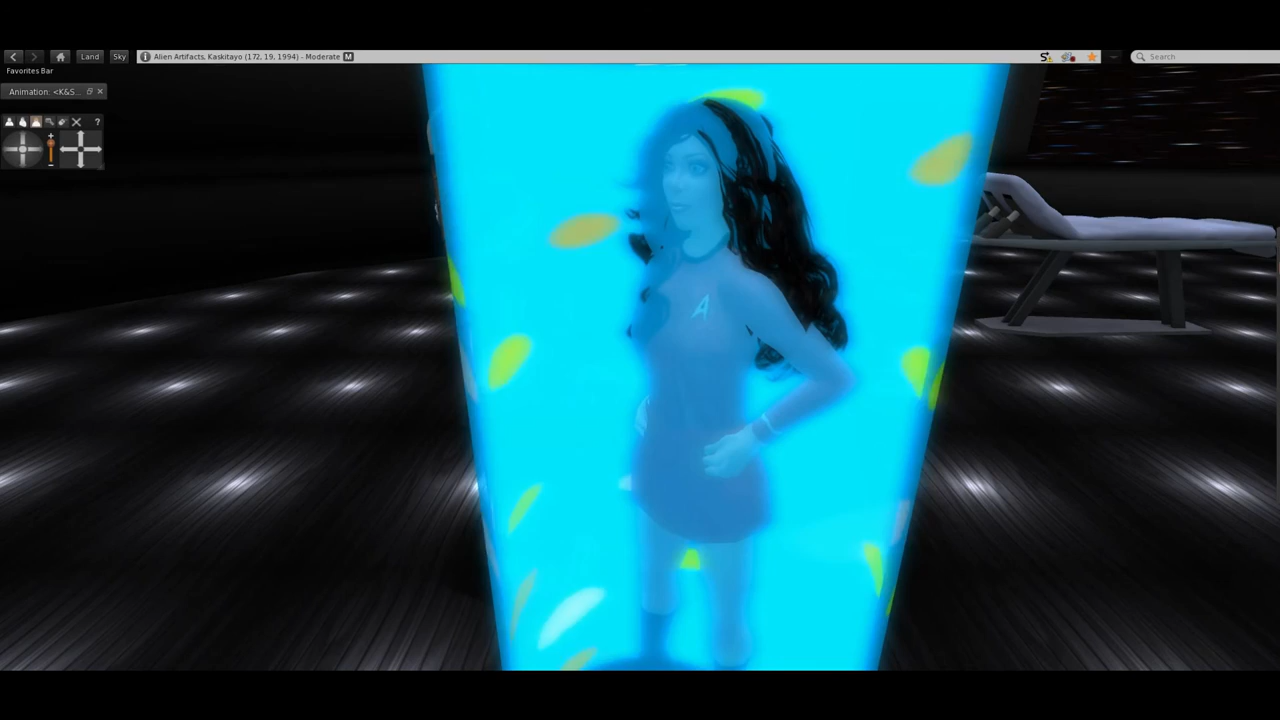 Land Sky Alien Artifacts, Kaskitayo (172, 19, 1994) - Moderate M Search
Favorites Bar
Animation: <K&S...
?